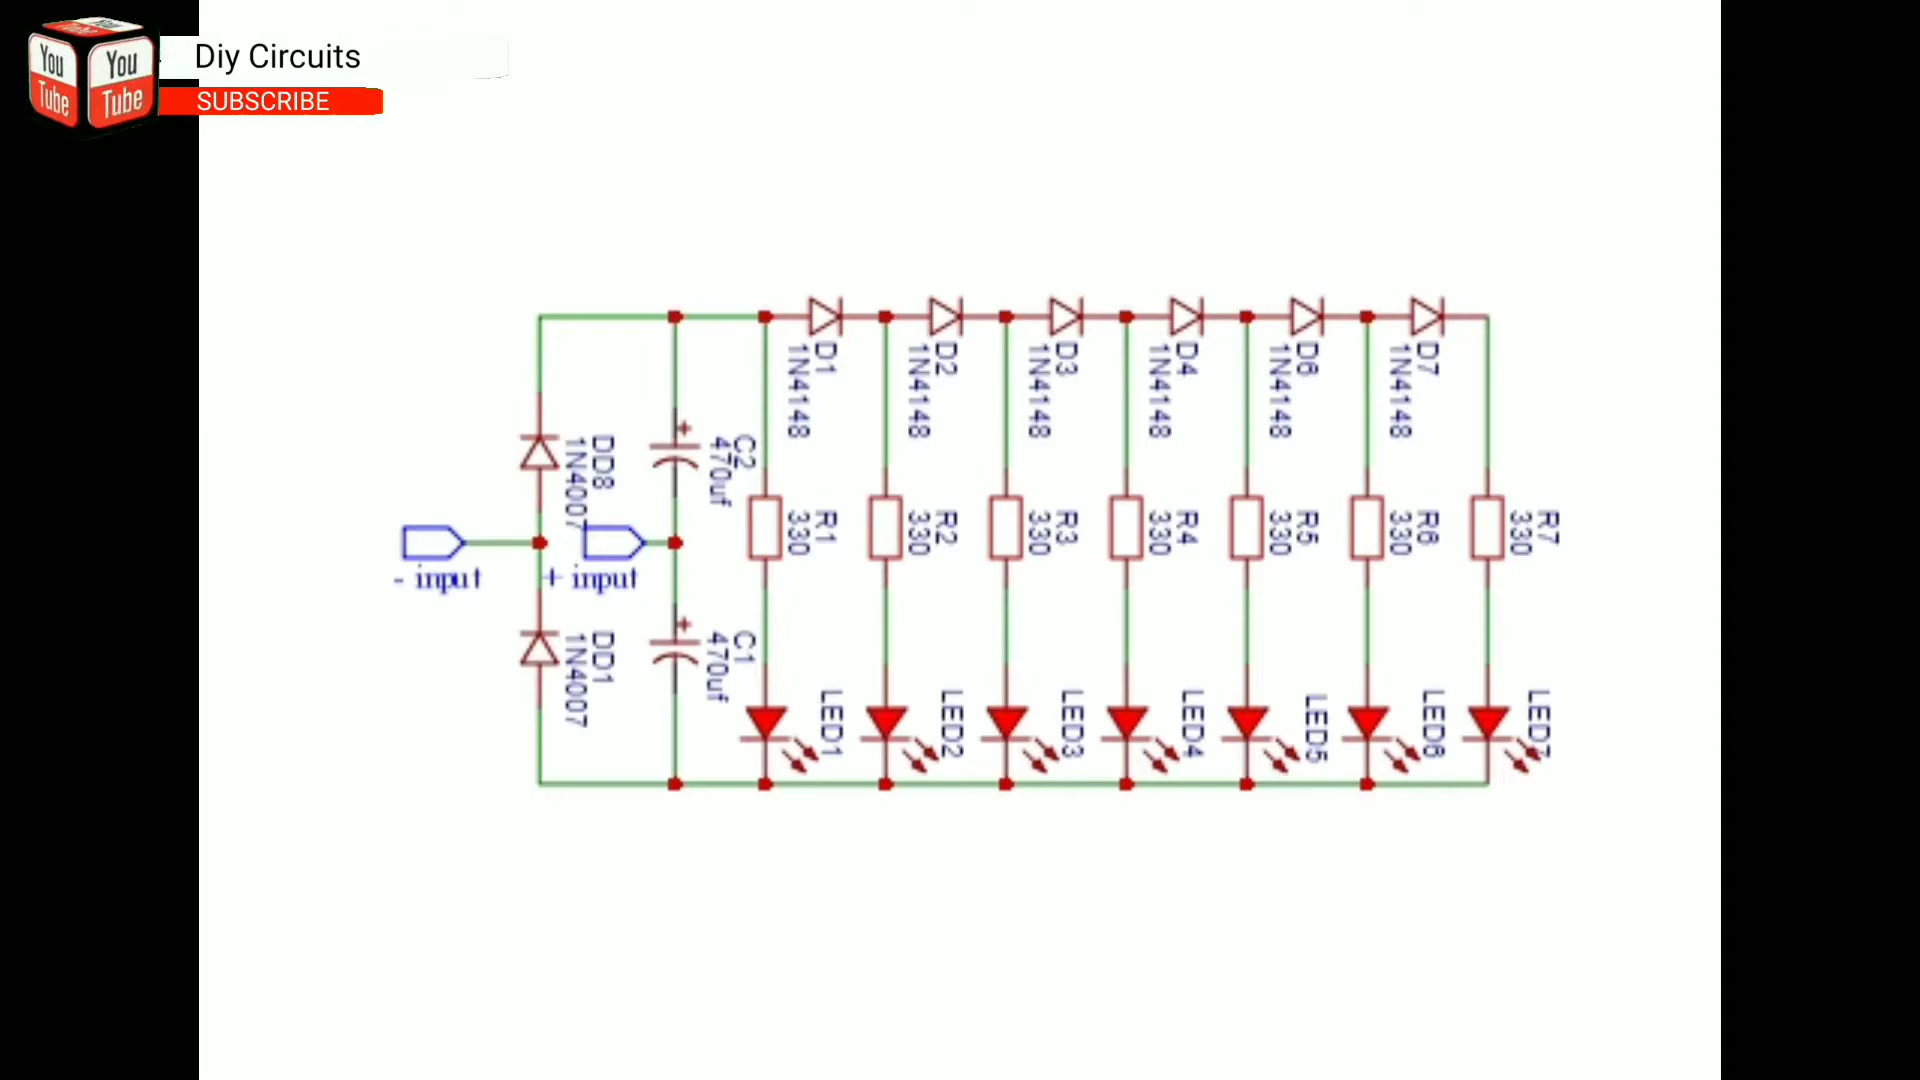 You
Tube
You
Tube
You
Tube
Diy Circuits
SUBSCRIBE
D1
1N4148
D2
1N4148
D3
1N4148
D4
1N4148
D6
1N4148
D7
1N4148
DD8
1N4007
C2
470uf
R1
330
R2
330
R3
330
R4
330
R5
330
R6
330
R7
330
- input
+ input
DD1
1N4007
C1
470uf
LED1
LED2
LED3
LED4
LED5
LED6
LED7